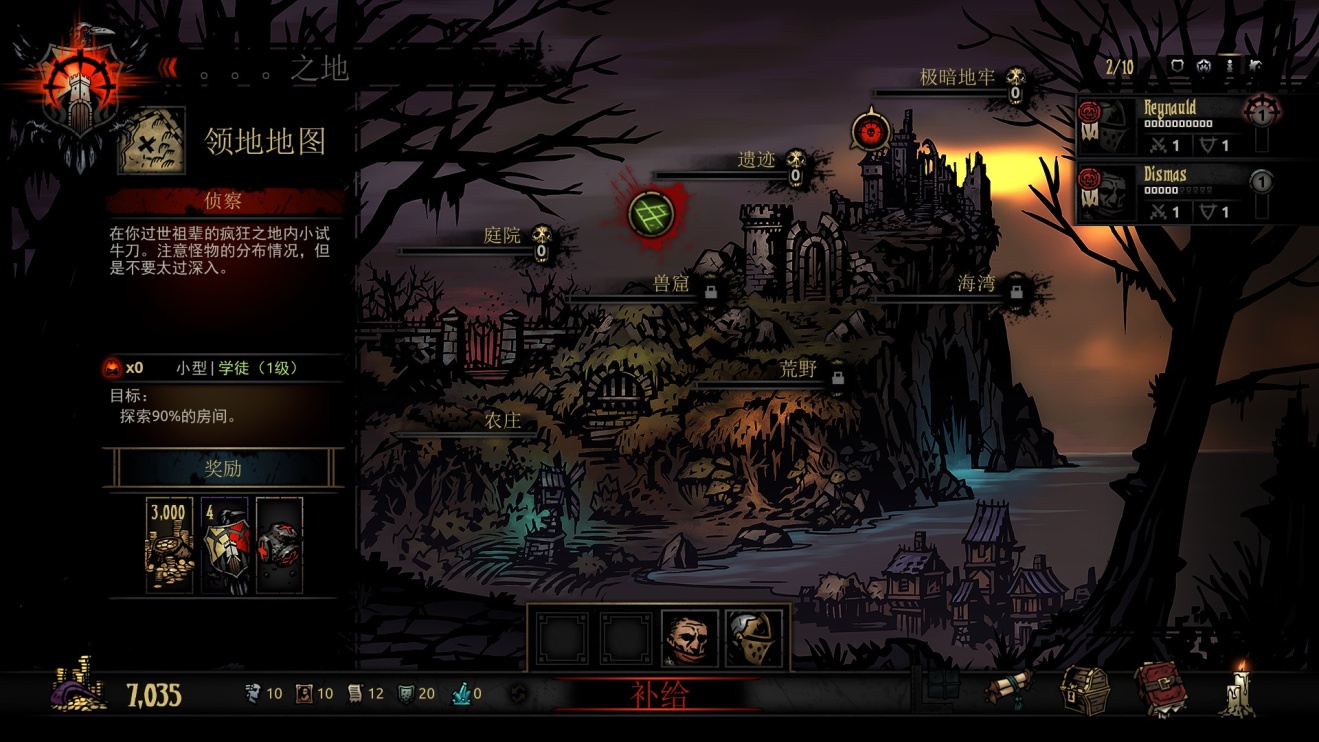 。。。之地
领地地图
侦察
在你过世祖辈的疯狂之地内小试
牛刀。注意怪物的分布情况，但
是不要太过深入。
x0 小型|学徒（1级）
目标：
探索90%的房间。
奖励
3,000
4
极暗地牢
0
遗迹
0
庭院
0
兽窟
海湾
荒野
农庄
2/10
Reynauld
1
1
1
Dismas
1
1
1
7,035
10
10
12
20
0
补给